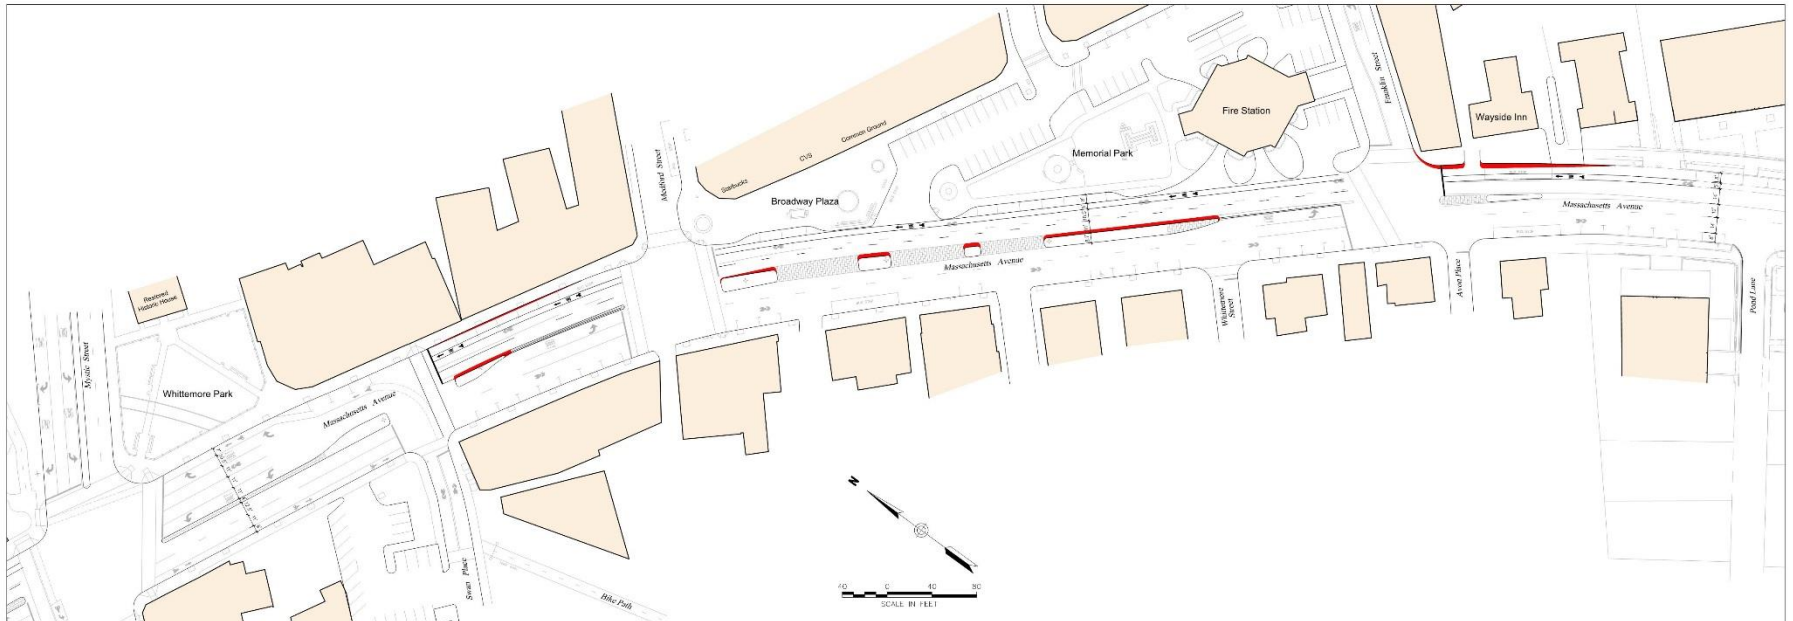 Franklin Street
Fire Station
Wayside Inn
Common Ground
CVS
Starbucks
Medford Street
Memorial Park
Broadway Plaza
Massachusetts Avenue
Massachusetts Avenue
Restored
Historic House
Mystic Street
Whittemore Park
Massachusetts Avenue
Whittemore
Street
Avon Place
Pond Lane
Swan Place
Bike Path
N
40 0 40 80
SCALE IN FEET